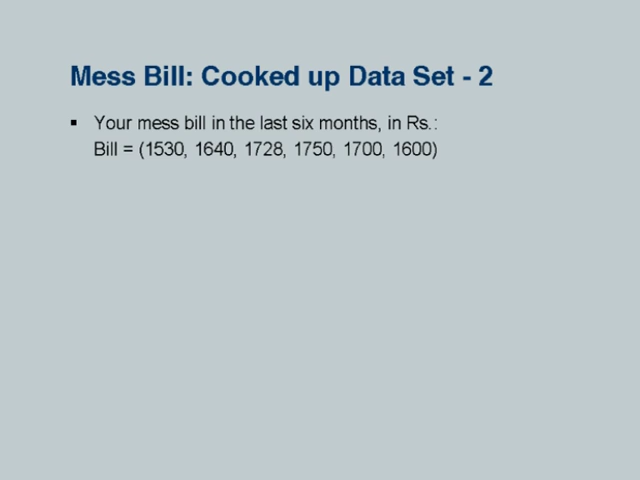 Mess Bill: Cooked up Data Set - 2
▪ Your mess bill in the last six months, in Rs.:
Bill = (1530, 1640, 1728, 1750, 1700, 1600)